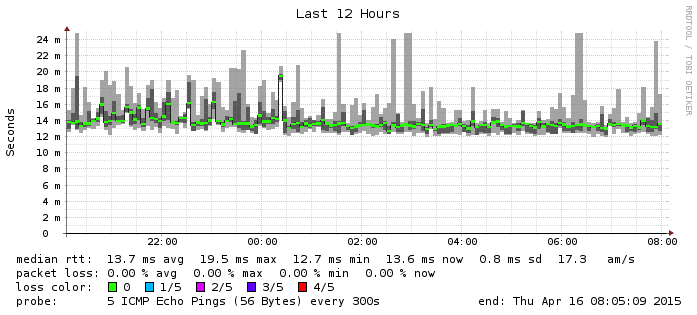 Last 12 Hours
RRDTOOL / TOBI OETIKER
Seconds
24 m
22 m
20 m
18 m
16 m
14 m
12 m
10 m
8 m
6 m
4 m
2 m
0
22:00 00:00 02:00 04:00 06:00 08:00
median rtt: 13.7 ms avg 19.5 ms max 12.7 ms min 13.6 ms now 0.8 ms sd 17.3 am/s
packet loss: 0.00 % avg 0.00 % max 0.00 % min 0.00 % now
loss color: 0 1/5 2/5 3/5 4/5
probe: 5 ICMP Echo Pings (56 Bytes) every 300s end: Thu Apr 16 08:05:09 2015